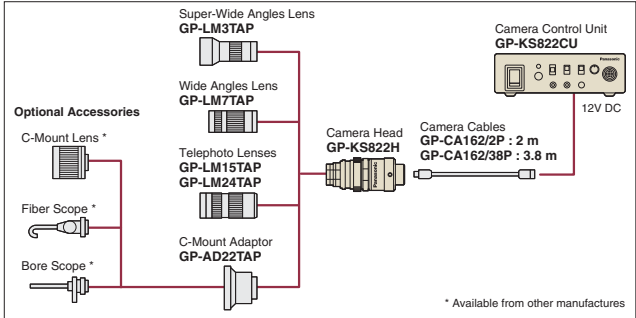 Super-Wide Angles Lens
GP-LM3TAP
Wide Angles Lens
GP-LM7TAP
Telephoto Lenses
GP-LM15TAP
GP-LM24TAP
C-Mount Adaptor
GP-AD22TAP
Optional Accessories
C-Mount Lens *
Fiber Scope *
Bore Scope *
Camera Head
GP-KS822H
Panasonic
Camera Cables
GP-CA162/2P : 2 m
GP-CA162/38P : 3.8 m
Camera Control Unit
GP-KS822CU
Panasonic
12V DC
* Available from other manufactures